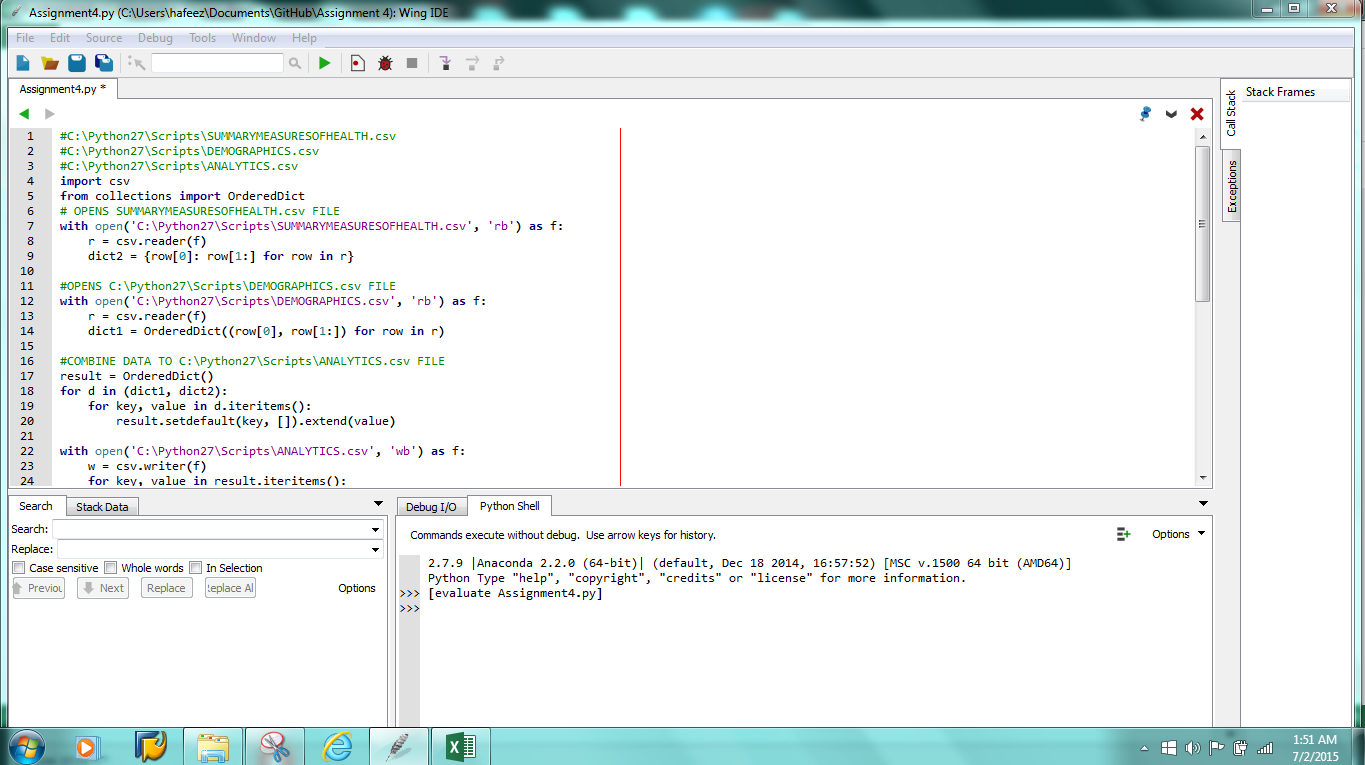 Assignment4.py (C:\Users\hafeez\Documents\GitHub\Assignment 4): Wing IDE
File Edit Source Debug Tools Window Help
Assignment4.py *
1 #C:\Python27\Scripts\SUMMARYMEASURESOFHEALTH.csv
2 #C:\Python27\Scripts\DEMOGRAPHICS.csv
3 #C:\Python27\Scripts\ANALYTICS.csv
4 import csv
5 from collections import OrderedDict
6 # OPENS SUMMARYMEASURESOFHEALTH.csv FILE
7 with open('C:\Python27\Scripts\SUMMARYMEASURESOFHEALTH.csv', 'rb') as f:
8     r = csv.reader(f)
9     dict2 = {row[0]: row[1:] for row in r}
10
11 #OPENS C:\Python27\Scripts\DEMOGRAPHICS.csv FILE
12 with open('C:\Python27\Scripts\DEMOGRAPHICS.csv', 'rb') as f:
13     r = csv.reader(f)
14     dict1 = OrderedDict((row[0], row[1:]) for row in r)
15
16 #COMBINE DATA TO C:\Python27\Scripts\ANALYTICS.csv FILE
17 result = OrderedDict()
18 for d in (dict1, dict2):
19     for key, value in d.iteritems():
20         result.setdefault(key, []).extend(value)
21
22 with open('C:\Python27\Scripts\ANALYTICS.csv', 'wb') as f:
23     w = csv.writer(f)
24     for key, value in result.iteritems():
Call Stack
Exceptions
Stack Frames
Search Stack Data
Search:
Replace:
Case sensitive Whole words In Selection
Previou Next Replace eplace Al Options
Debug I/O Python Shell
Commands execute without debug. Use arrow keys for history.
Options
2.7.9 |Anaconda 2.2.0 (64-bit)| (default, Dec 18 2014, 16:57:52) [MSC v.1500 64 bit (AMD64)]
Python Type "help", "copyright", "credits" or "license" for more information.
>>> [evaluate Assignment4.py]
>>>
1:51 AM
7/2/2015